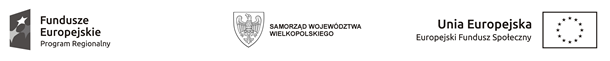 Fundusze
Europejskie
Program Regionalny
SAMORZĄD WOJEWÓDZTWA
WIELKOPOLSKIEGO
Unia Europejska
Europejski Fundusz Społeczny